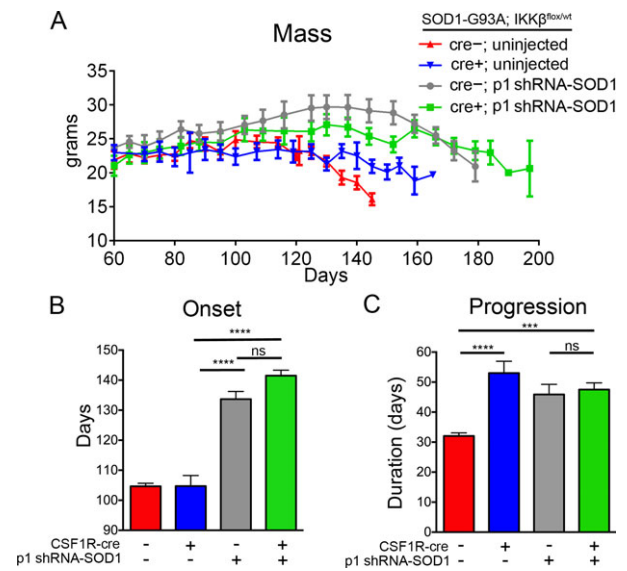 A
Mass
SOD1-G93A; IKKβflox/wt
cre−; uninjected
cre+; uninjected
cre−; p1 shRNA-SOD1
cre+; p1 shRNA-SOD1
grams
35
30
25
20
15
10
60 80 100 120 140 160 180 200
Days
B
Onset
****
****
ns
Days
150
140
130
120
110
100
90
CSF1R-cre - + - +
p1 shRNA-SOD1 - - + +
C
Progression
***
****
ns
Duration (days)
60
50
40
30
20
10
0
CSF1R-cre - + - +
p1 shRNA-SOD1 - - + +